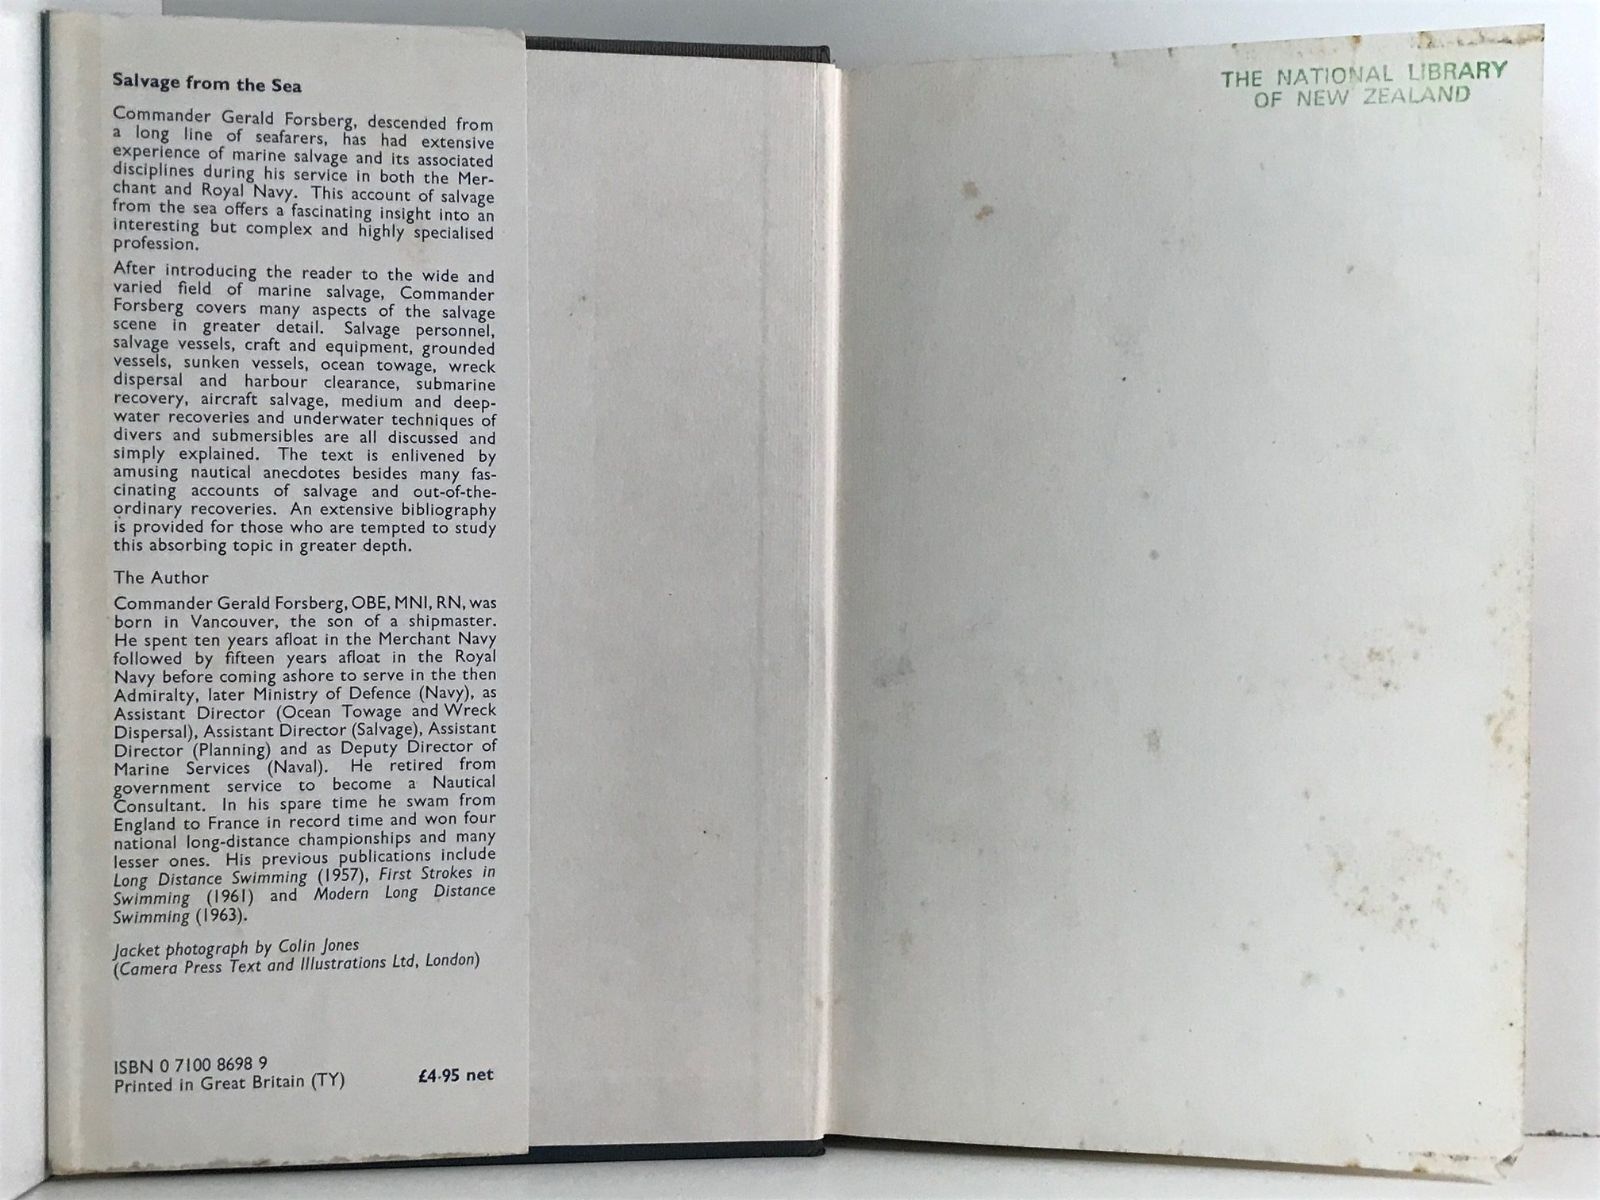 Salvage from the Sea
Commander Gerald Forsberg, descended from
a long line of seafarers, has had extensive
experience of marine salvage and its associated
disciplines during his service in both the Mer-
chant and Royal Navy. This account of salvage
from the sea offers a fascinating insight into an
interesting but complex and highly specialised
profession.
After introducing the reader to the wide and
varied field of marine salvage, Commander
Forsberg covers many aspects of the salvage
scene in greater detail. Salvage personnel,
salvage vessels, craft and equipment, grounded
vessels, sunken vessels, ocean towage, wreck
dispersal and harbour clearance, submarine
recovery, aircraft salvage, medium and deep-
water recoveries and underwater techniques of
divers and submersibles are all discussed and
simply explained. The text is enlivened by
amusing nautical anecdotes besides many fas-
cinating accounts of salvage and out-of-the-
ordinary recoveries. An extensive bibliography
is provided for those who are tempted to study
this absorbing topic in greater depth.
The Author
Commander Gerald Forsberg, OBE, MNI, RN, was
born in Vancouver, the son of a shipmaster.
He spent ten years afloat in the Merchant Navy
followed by fifteen years afloat in the Royal
Navy before coming ashore to serve in the then
Admiralty, later Ministry of Defence (Navy), as
Assistant Director (Ocean Towage and Wreck
Dispersal), Assistant Director (Salvage), Assistant
Director (Planning) and as Deputy Director of
Marine Services (Naval). He retired from
government service to become a Nautical
Consultant. In his spare time he swam from
England to France in record time and won four
national long-distance championships and many
lesser ones. His previous publications include
Long Distance Swimming (1957), First Strokes in
Swimming (1961) and Modern Long Distance
Swimming (1963).
Jacket photograph by Colin Jones
(Camera Press Text and Illustrations Ltd, London)
ISBN 0 7100 8698 9
Printed in Great Britain (TY)
£4·95 net
THE NATIONAL LIBRARY
OF NEW ZEALAND